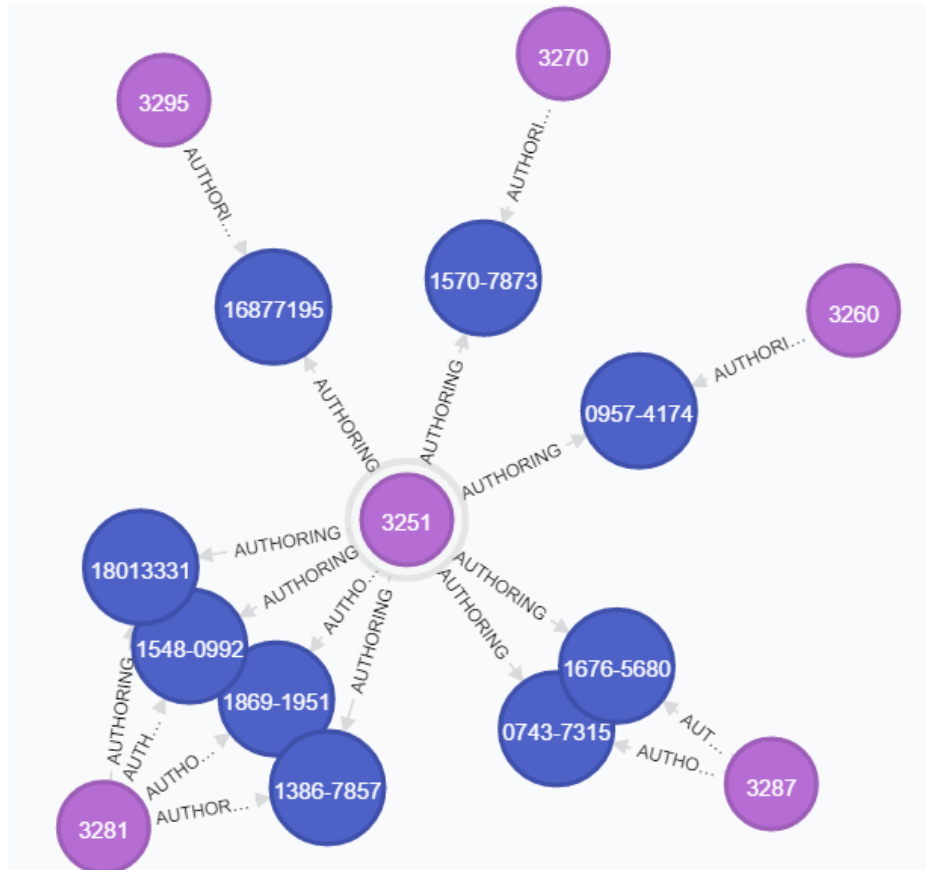 3270
3295
AUTHORI...
AUTHORI...
1570-7873
16877195
3260
AUTHORI...
AUTHORING
AUTHORING
0957-4174
AUTHORING
3251
AUTHORING
18013331
AUTHORING
AUTHO...
AUTHORING
AUTHORING
AUTHORING
1548-0992
1676-5680
1869-1951
AUTHORING
AUTH...
AUTHO...
0743-7315
AUT...
AUTHO...
1386-7857
3287
AUTHOR...
3281